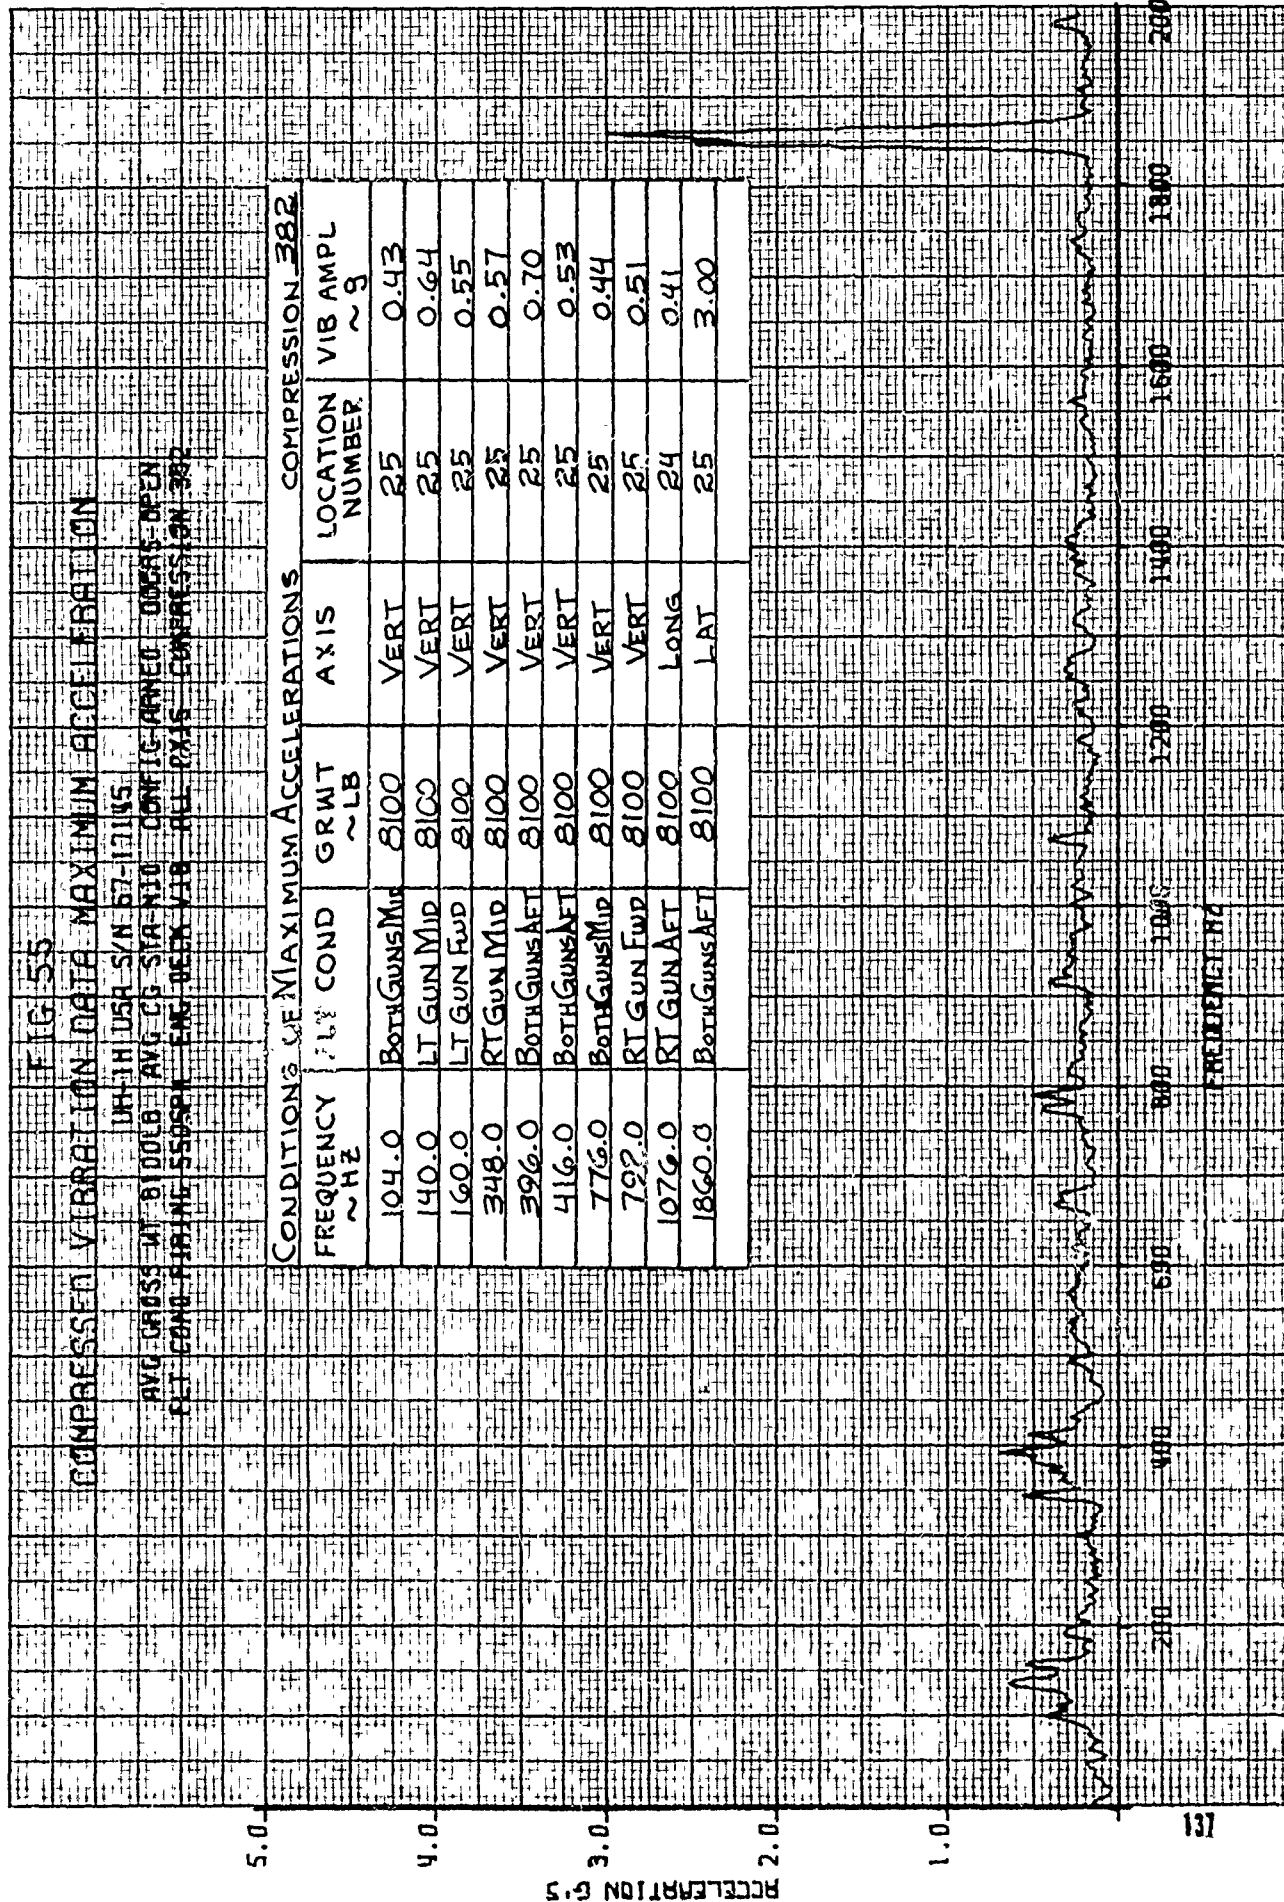 FIG 55
COMPRESSED VIBRATION DATA MAXIMUM ACCELERATION
UH-1H USA S/N 67-17145
AVG GROSS WT 8100LB AVG CG STA-MID CONFIG-ARMED DOORS-OPEN
FLT COND FIRING 550SPM ENG DECK VIB ALL AXIS COMPRESSION 382
CONDITIONS OF MAXIMUM ACCELERATIONS COMPRESSION 382
FREQUENCY ~HZ FLT COND GRWT ~LB AXIS LOCATION NUMBER VIB AMPL ~g
104.0 BOTH GUNS MID 8100 VERT 25 0.43
140.0 LT GUN MID 8100 VERT 25 0.64
160.0 LT GUN FWD 8100 VERT 25 0.55
348.0 RT GUN MID 8100 VERT 25 0.57
396.0 BOTH GUNS AFT 8100 VERT 25 0.70
416.0 BOTH GUNS AFT 8100 VERT 25 0.53
776.0 BOTH GUNS MID 8100 VERT 25 0.44
RT GUN FWD 8100 VERT 25 0.51
1076.0 RT GUN AFT 8100 LONG 24 0.41
1860.0 BOTH GUNS AFT 8100 LAT 25 3.00
ACCELERATION G'S
5.0
4.0
3.0
2.0
1.0
200
400
600
800
1000
1200
1400
1600
1800
200
FREQUENCY HZ
137